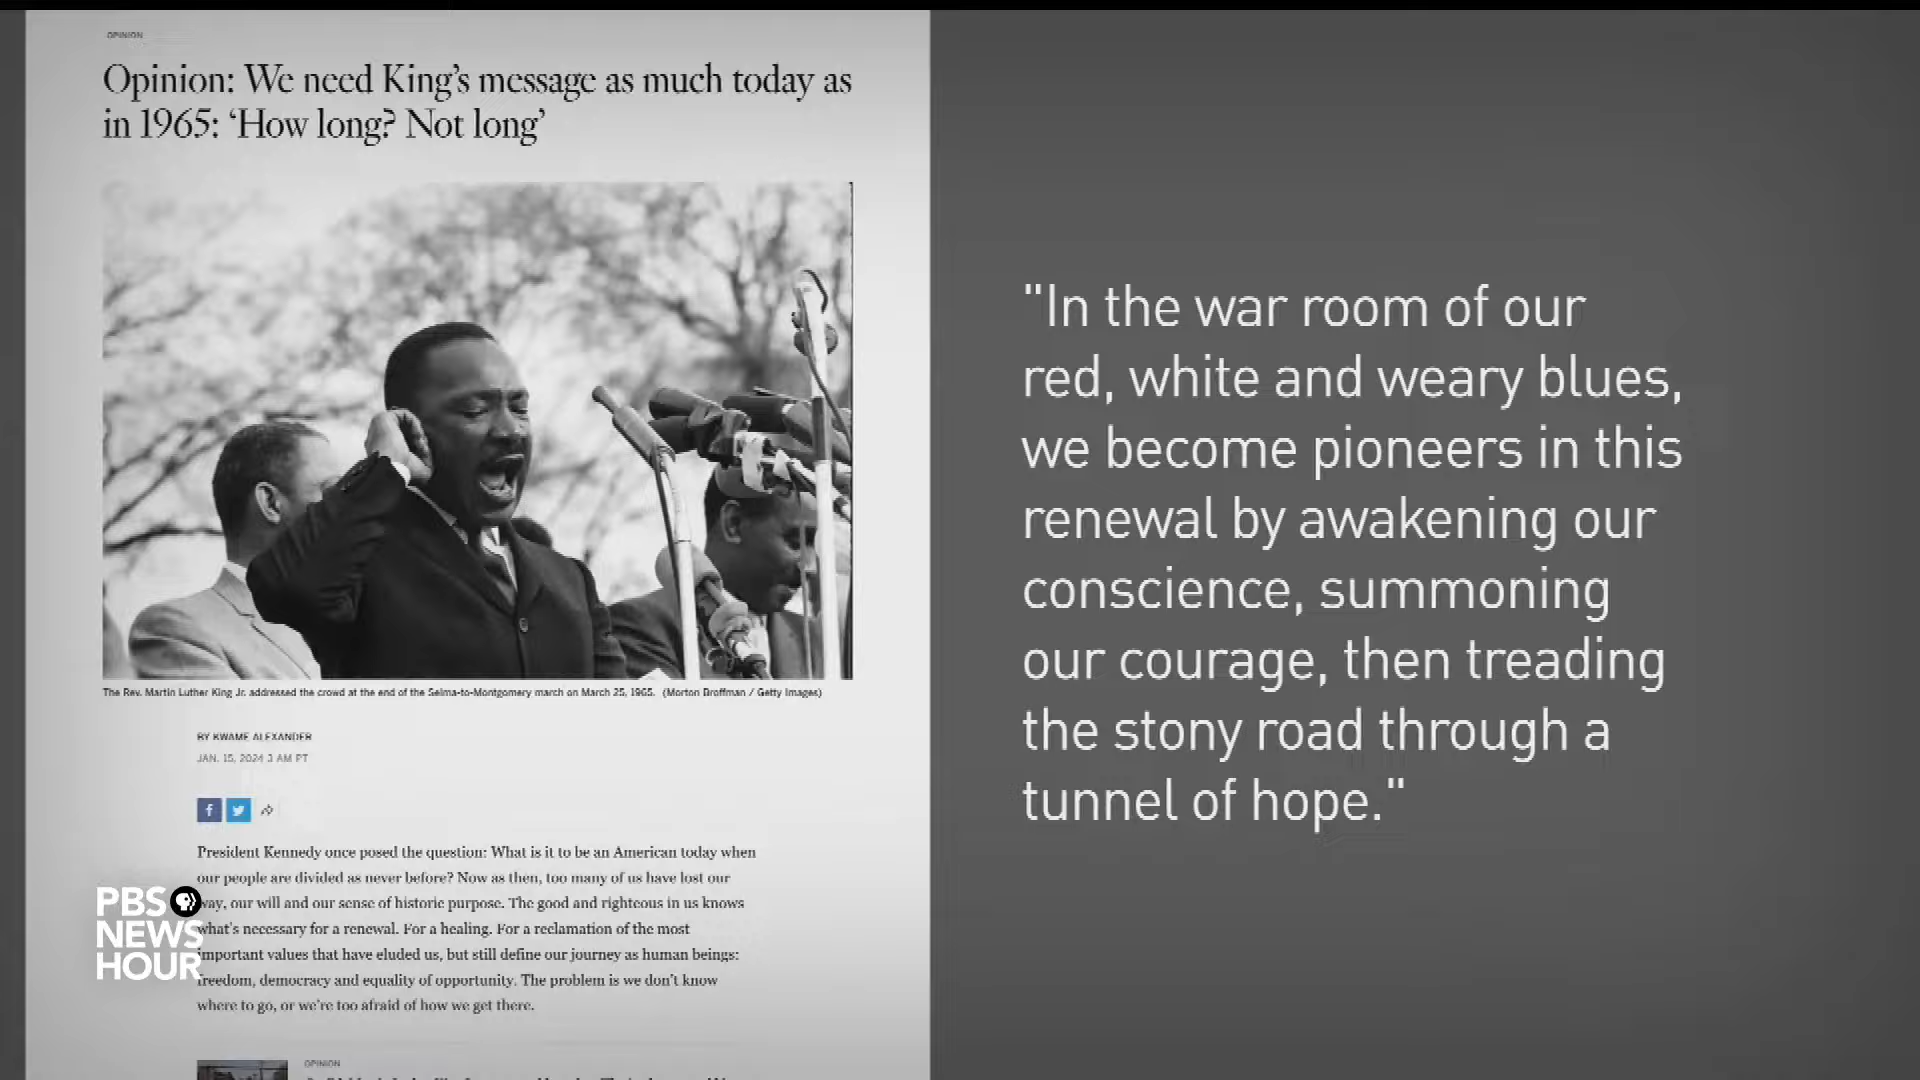 OPINION
Opinion: We need King's message as much today as
in 1965: 'How long? Not long'
The Rev. Martin Luther King Jr. addressed the crowd at the end of the Selma-to-Montgomery march on March 25, 1965. (Morton Broffman / Getty Images)
BY KWAME ALEXANDER
JAN. 15, 2024 3 AM PT
President Kennedy once posed the question: What is it to be an American today when
our people are divided as never before? Now as then, too many of us have lost our
way, our will and our sense of historic purpose. The good and righteous in us knows
what's necessary for a renewal. For a healing. For a reclamation of the most
important values that have eluded us, but still define our journey as human beings:
freedom, democracy and equality of opportunity. The problem is we don't know
where to go, or we're too afraid of how we get there.
OPINION
PBS
NEWS
HOUR
"In the war room of our
red, white and weary blues,
we become pioneers in this
renewal by awakening our
conscience, summoning
our courage, then treading
the stony road through a
tunnel of hope."